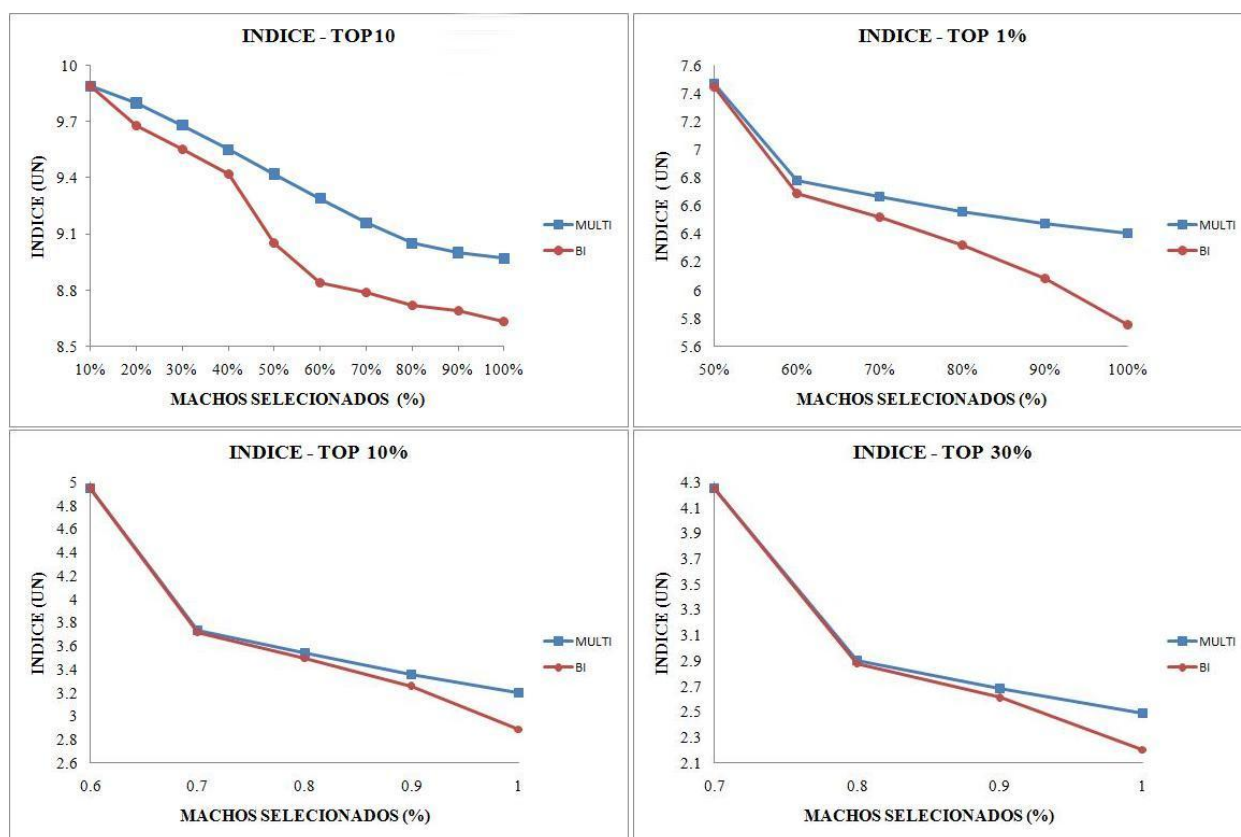 INDICE - TOP10
10
9.7
9.4
9.1
8.8
8.5
INDICE (UN)
10% 20% 30% 40% 50% 60% 70% 80% 90% 100%
MACHOS SELECIONADOS (%)
MULTI
BI
INDICE - TOP 1%
7.6
7.4
7.2
7
6.8
6.6
6.4
6.2
6
5.8
5.6
INDICE ( UN)
50% 60% 70% 80% 90% 100%
MACHOS SELECIONADOS (%)
MULTI
BI
INDICE - TOP 10%
5
4.8
4.6
4.4
4.2
4
3.8
3.6
3.4
3.2
3
2.8
2.6
INDICE (UN)
0.6 0.7 0.8 0.9 1
MACHOS SELECIONADOS (%)
MULTI
BI
INDICE - TOP 30%
4.3
4.1
3.9
3.7
3.5
3.3
3.1
2.9
2.7
2.5
2.3
2.1
INDICE (UN)
0.7 0.8 0.9 1
MACHOS SELECIONADOS (%)
MULTI
BI